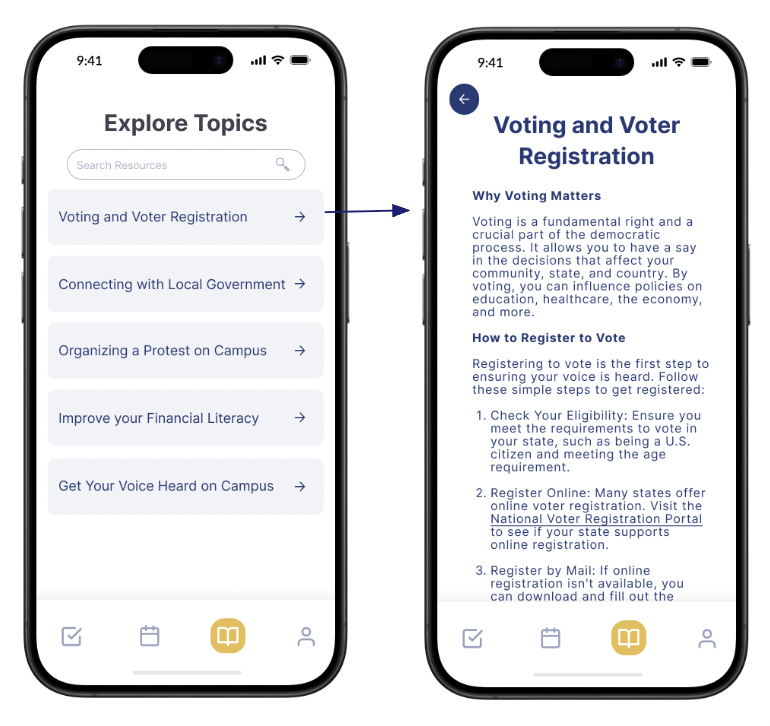 9:41
Explore Topics
Search Resources
Voting and Voter Registration
Connecting with Local Government
Organizing a Protest on Campus
Improve your Financial Literacy
Get Your Voice Heard on Campus
9:41
Voting and Voter
Registration
Why Voting Matters
Voting is a fundamental right and a
crucial part of the democratic
process. It allows you to have a say
in the decisions that affect your
community, state, and country. By
voting, you can influence policies on
education, healthcare, the economy,
and more.
How to Register to Vote
Registering to vote is the first step to
ensuring your voice is heard. Follow
these simple steps to get registered:
1. Check Your Eligibility: Ensure you
meet the requirements to vote in
your state, such as being a U.S.
citizen and meeting the age
requirement.
2. Register Online: Many states offer
online voter registration. Visit the
National Voter Registration Portal
to see if your state supports
online registration.
3. Register by Mail: If online
registration isn't available, you
can download and fill out the